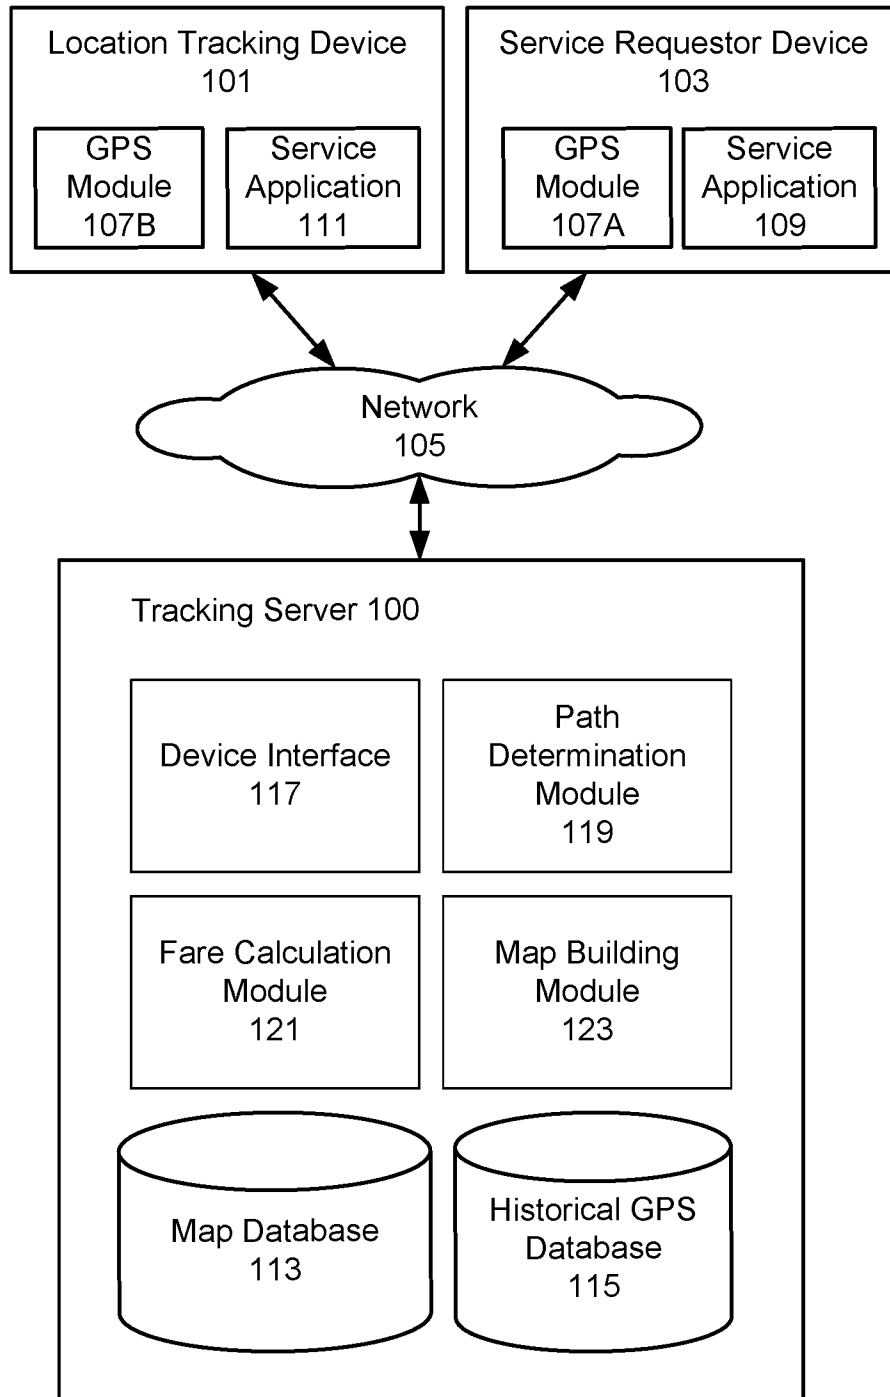 Location Tracking Device
101
GPS
Module
107B
Service
Application
111
Service Requestor Device
103
GPS
Module
107A
Service
Application
109
Network
105
Tracking Server 100
Device Interface
117
Path
Determination
Module
119
Fare Calculation
Module
121
Map Building
Module
123
Map Database
113
Historical GPS
Database
115